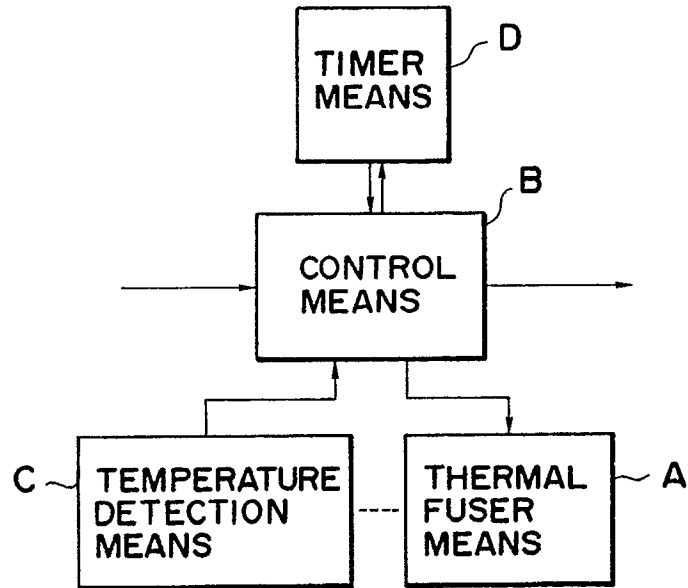 TIMER
MEANS
D
B
CONTROL
MEANS
C
TEMPERATURE
DETECTION
MEANS
THERMAL
FUSER
MEANS
A